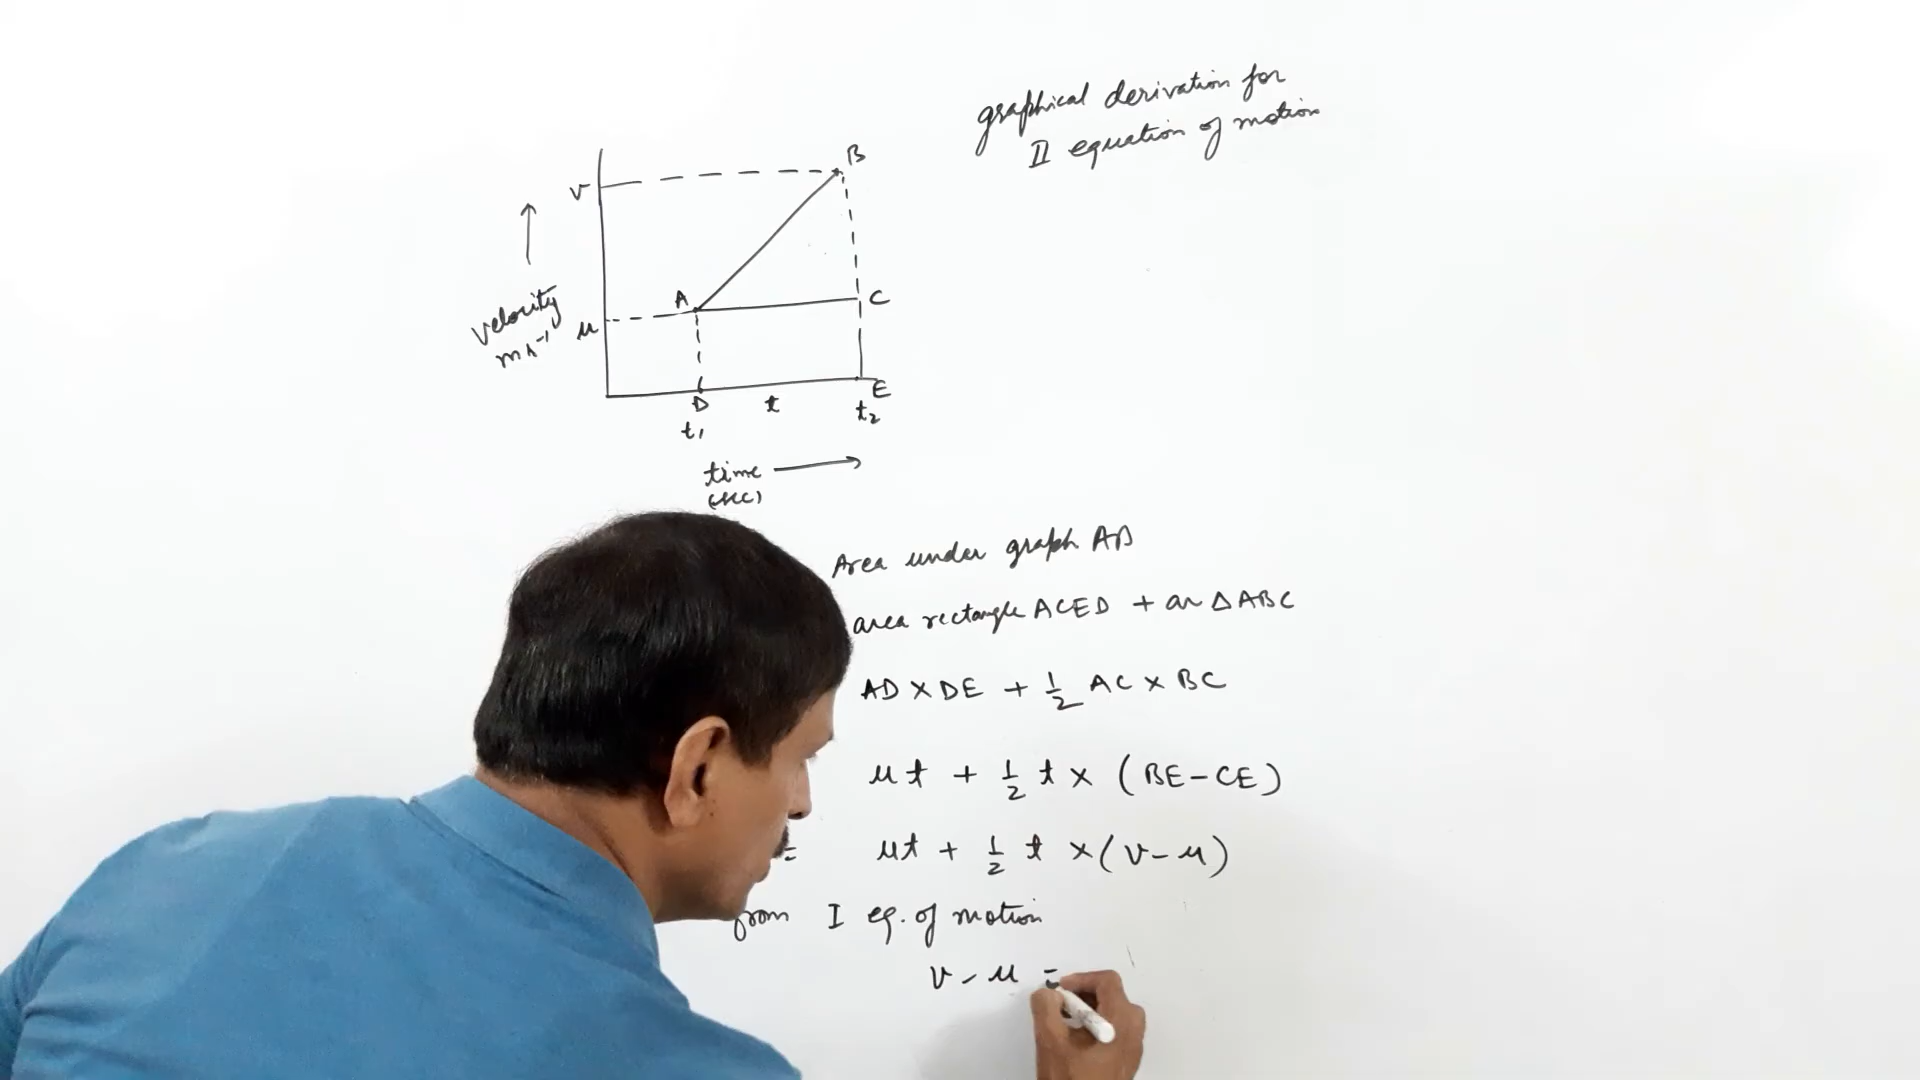 graphical derivation for
II equation of motion
B
v
A
C
velocity
ms⁻¹
u
D
t
E
t₁
t₂
time
(sec)
Area under graph AB
area rectangle ACED + ar △ ABC
AD × DE + 1/2 AC × BC
ut + 1/2 t × (BE - CE)
= ut + 1/2 t × (v - u)
from I eq. of motion
v - u =